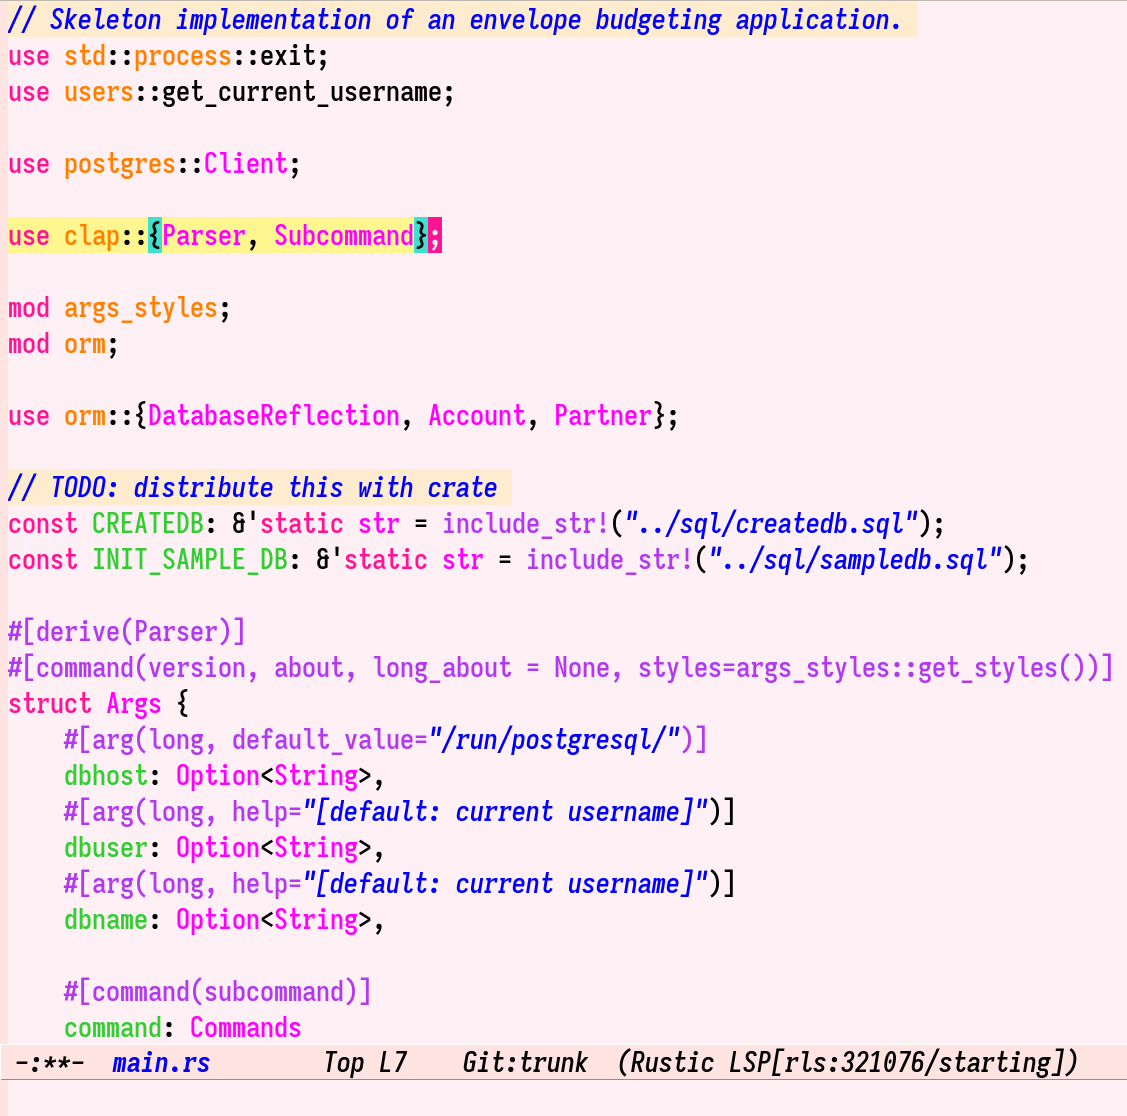 // Skeleton implementation of an envelope budgeting application.
use std::process::exit;
use users::get_current_username;
use postgres::Client;
use clap::{Parser, Subcommand};
mod args_styles;
mod orm;
use orm::{DatabaseReflection, Account, Partner};
// TODO: distribute this with crate
const CREATEDB: &'static str = include_str!("../sql/createdb.sql");
const INIT_SAMPLE_DB: &'static str = include_str!("../sql/sampledb.sql");
#[derive(Parser)]
#[command(version, about, long_about = None, styles=args_styles::get_styles())]
struct Args {
    #[arg(long, default_value="/run/postgresql/")]
    dbhost: Option<String>,
    #[arg(long, help="[default: current username]")]
    dbuser: Option<String>,
    #[arg(long, help="[default: current username]")]
    dbname: Option<String>,
    #[command(subcommand)]
    command: Commands
-:**-  main.rs        Top L7    Git:trunk  (Rustic LSP[rls:321076/starting])